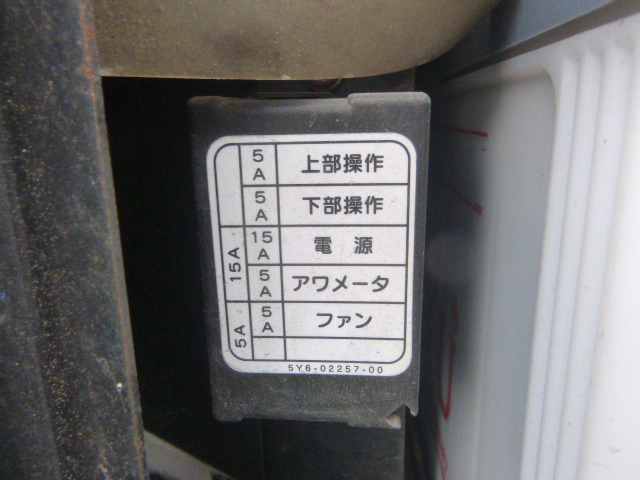 5A 上部操作
5A 下部操作
15A 15A 電源
5A アワメータ
5A 5A ファン
5Y6-02257-00